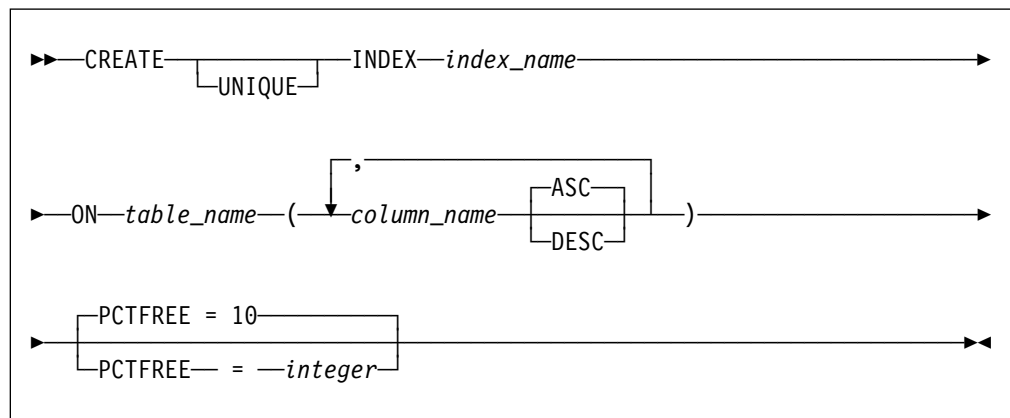 CREATE UNIQUE INDEX index_name
,
ON table_name ( column_name ASC DESC )
PCTFREE = 10
PCTFREE = integer